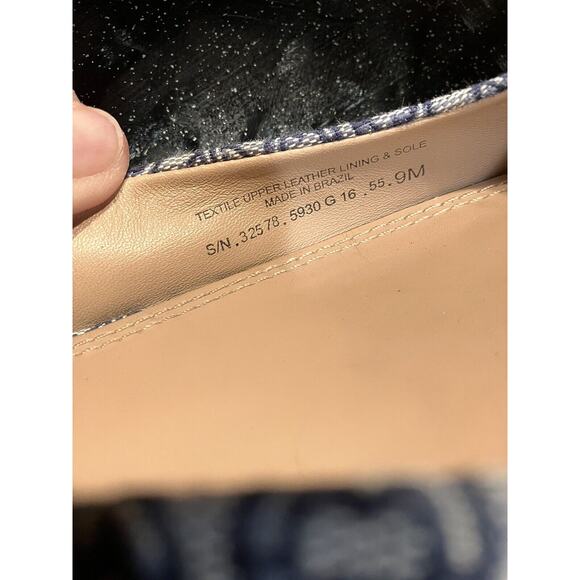 TEXTILE UPPER LEATHER LINING & SOLE
MADE IN BRAZIL
S/N.32578.5930 G 16.55.9M